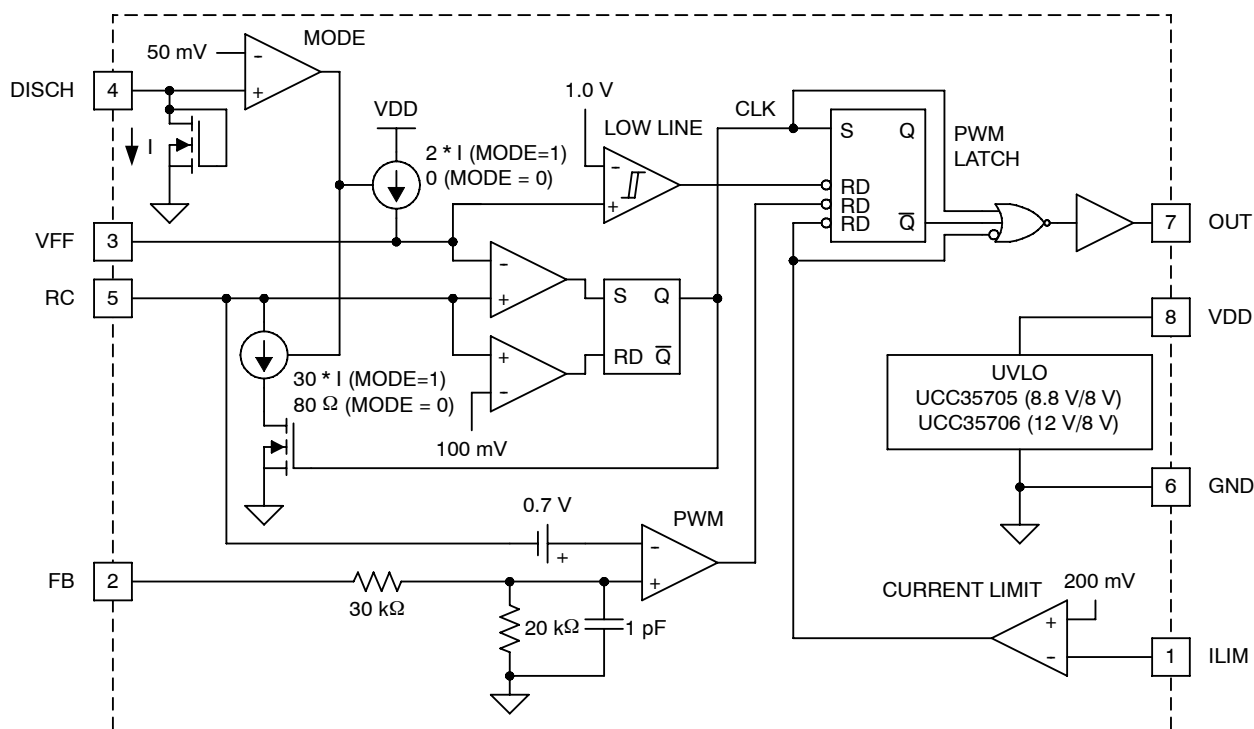 MODE
50 mV
-
+
DISCH
4
I
VDD
2 * I (MODE=1)
0 (MODE = 0)
1.0 V
LOW LINE
-
+
CLK
S Q
RD
RD
RD Q
PWM
LATCH
7
OUT
VFF
3
RC
5
-
+
+
-
100 mV
S Q
RD Q
30 * I (MODE=1)
80 Ω (MODE = 0)
8
VDD
UVLO
UCC35705 (8.8 V/8 V)
UCC35706 (12 V/8 V)
6
GND
0.7 V
+
PWM
-
+
FB
2
30 kΩ
20 kΩ
1 pF
CURRENT LIMIT
200 mV
+
-
1
ILIM